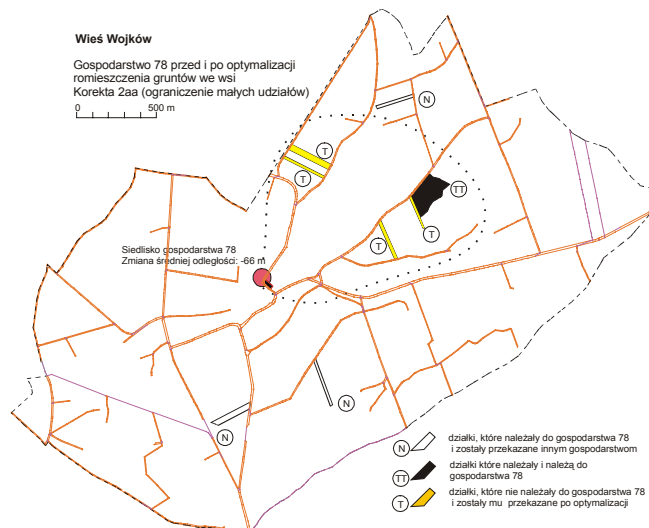 Wieś Wojków
Gospodarstwo 78 przed i po optymalizacji
romieszczenia gruntów we wsi
Korekta 2aa (ograniczenie małych udziałów)
0 500 m
N
T
T
TT
T
T
Siedlisko gospodarstwa 78
Zmiana średniej odległości: -66 m
N
N
N działki, które należały do gospodarstwa 78
i zostały przekazane innym gospodarstwom
TT działki które należały i należą do
gospodarstwa 78
T działki, które nie należały do gospodarstwa 78
i zostały mu przekazane po optymalizacji